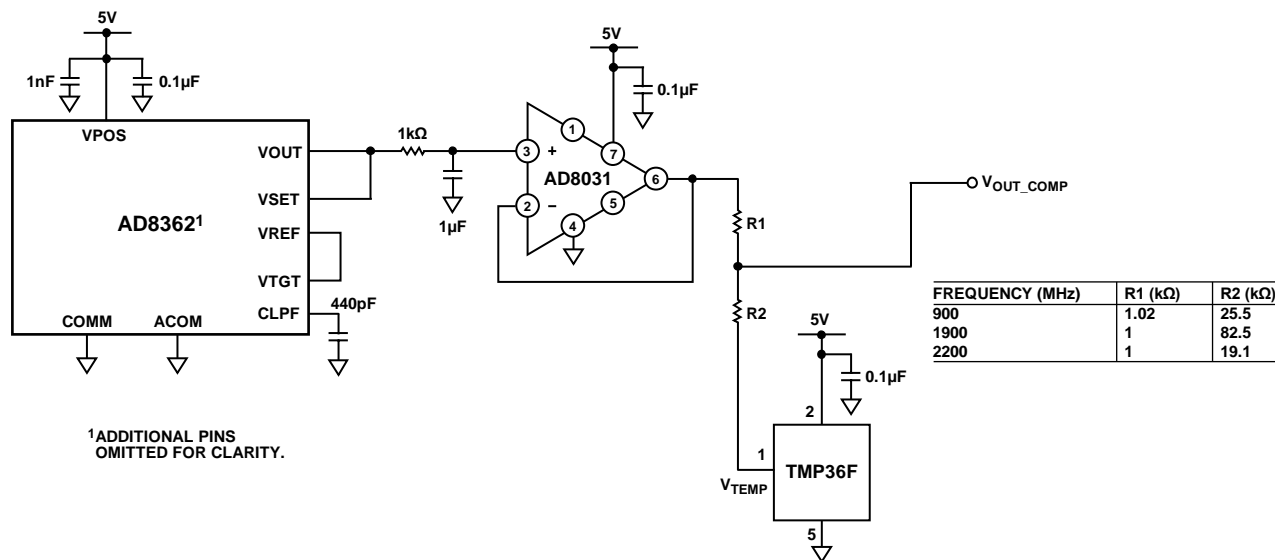 5V
1nF
0.1µF
VPOS
VOUT
VSET
AD8362¹
VREF
VTGT
CLPF
COMM
ACOM
440pF
¹ADDITIONAL PINS
OMITTED FOR CLARITY.
1kΩ
1µF
5V
0.1µF
1
3
+
7
AD8031
6
2
–
5
4
R1
VOUT_COMP
R2
FREQUENCY (MHz) R1 (kΩ) R2 (kΩ)
900 1.02 25.5
1900 1 82.5
2200 1 19.1
5V
0.1µF
2
1
VTEMP
TMP36F
5